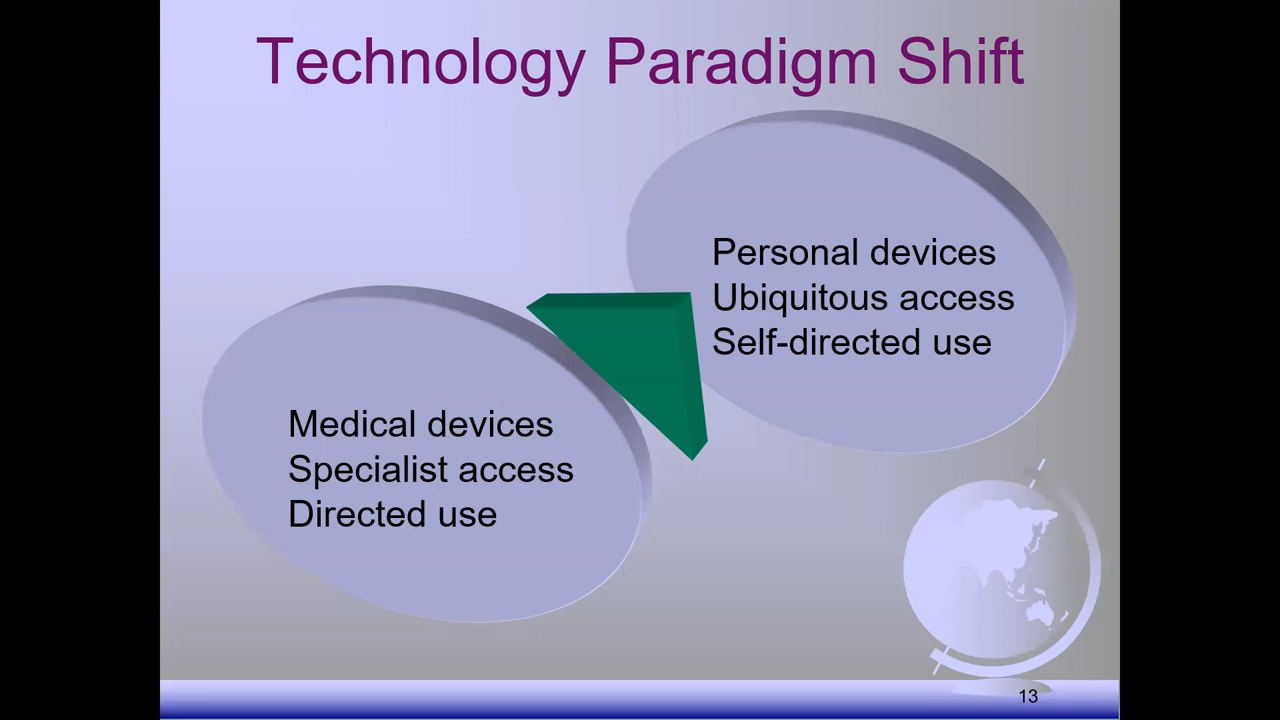 Technology Paradigm Shift
Personal devices
Ubiquitous access
Self-directed use
Medical devices
Specialist access
Directed use
13